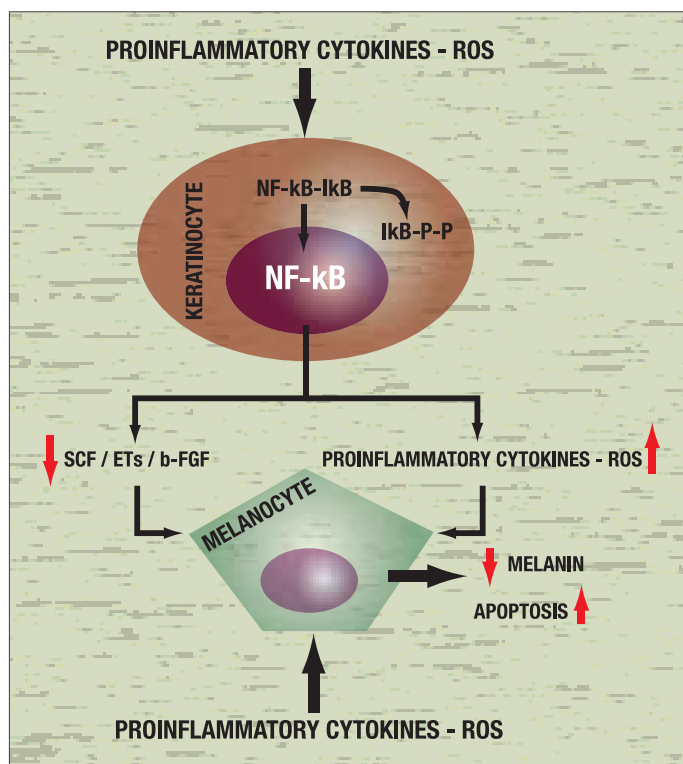 PROINFLAMMATORY CYTOKINES - ROS
KERATINOCYTE
NF-kB-IkB
IkB-P-P
NF-kB
SCF / ETs / b-FGF
PROINFLAMMATORY CYTOKINES - ROS
MELANOCYTE
MELANIN
APOPTOSIS
PROINFLAMMATORY CYTOKINES - ROS